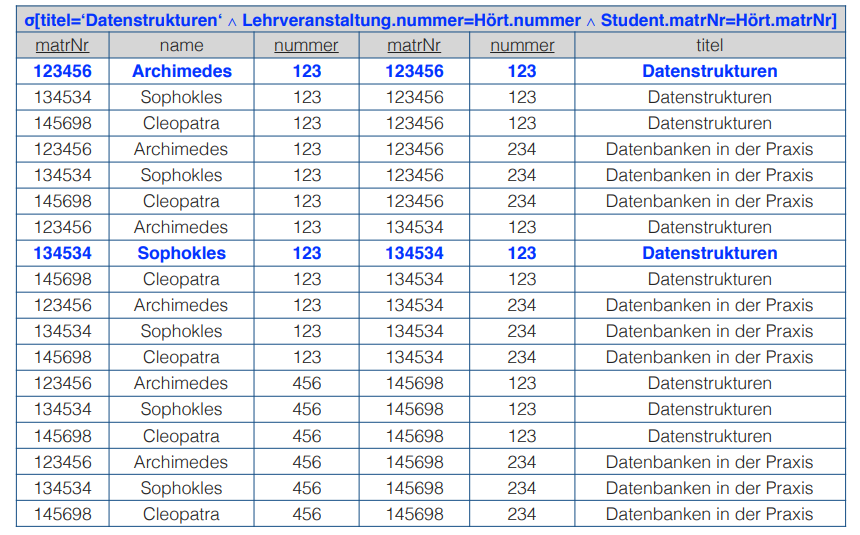 σ[titel=‘Datenstrukturen‘ ∧ Lehrveranstaltung.nummer=Hört.nummer ∧ Student.matrNr=Hört.matrNr]
matrNr name nummer matrNr nummer titel
123456 Archimedes 123 123456 123 Datenstrukturen
134534 Sophokles 123 123456 123 Datenstrukturen
145698 Cleopatra 123 123456 123 Datenstrukturen
123456 Archimedes 123 123456 234 Datenbanken in der Praxis
134534 Sophokles 123 123456 234 Datenbanken in der Praxis
145698 Cleopatra 123 123456 234 Datenbanken in der Praxis
123456 Archimedes 123 134534 123 Datenstrukturen
134534 Sophokles 123 134534 123 Datenstrukturen
145698 Cleopatra 123 134534 123 Datenstrukturen
123456 Archimedes 123 134534 234 Datenbanken in der Praxis
134534 Sophokles 123 134534 234 Datenbanken in der Praxis
145698 Cleopatra 123 134534 234 Datenbanken in der Praxis
123456 Archimedes 456 145698 123 Datenstrukturen
134534 Sophokles 456 145698 123 Datenstrukturen
145698 Cleopatra 456 145698 123 Datenstrukturen
123456 Archimedes 456 145698 234 Datenbanken in der Praxis
134534 Sophokles 456 145698 234 Datenbanken in der Praxis
145698 Cleopatra 456 145698 234 Datenbanken in der Praxis